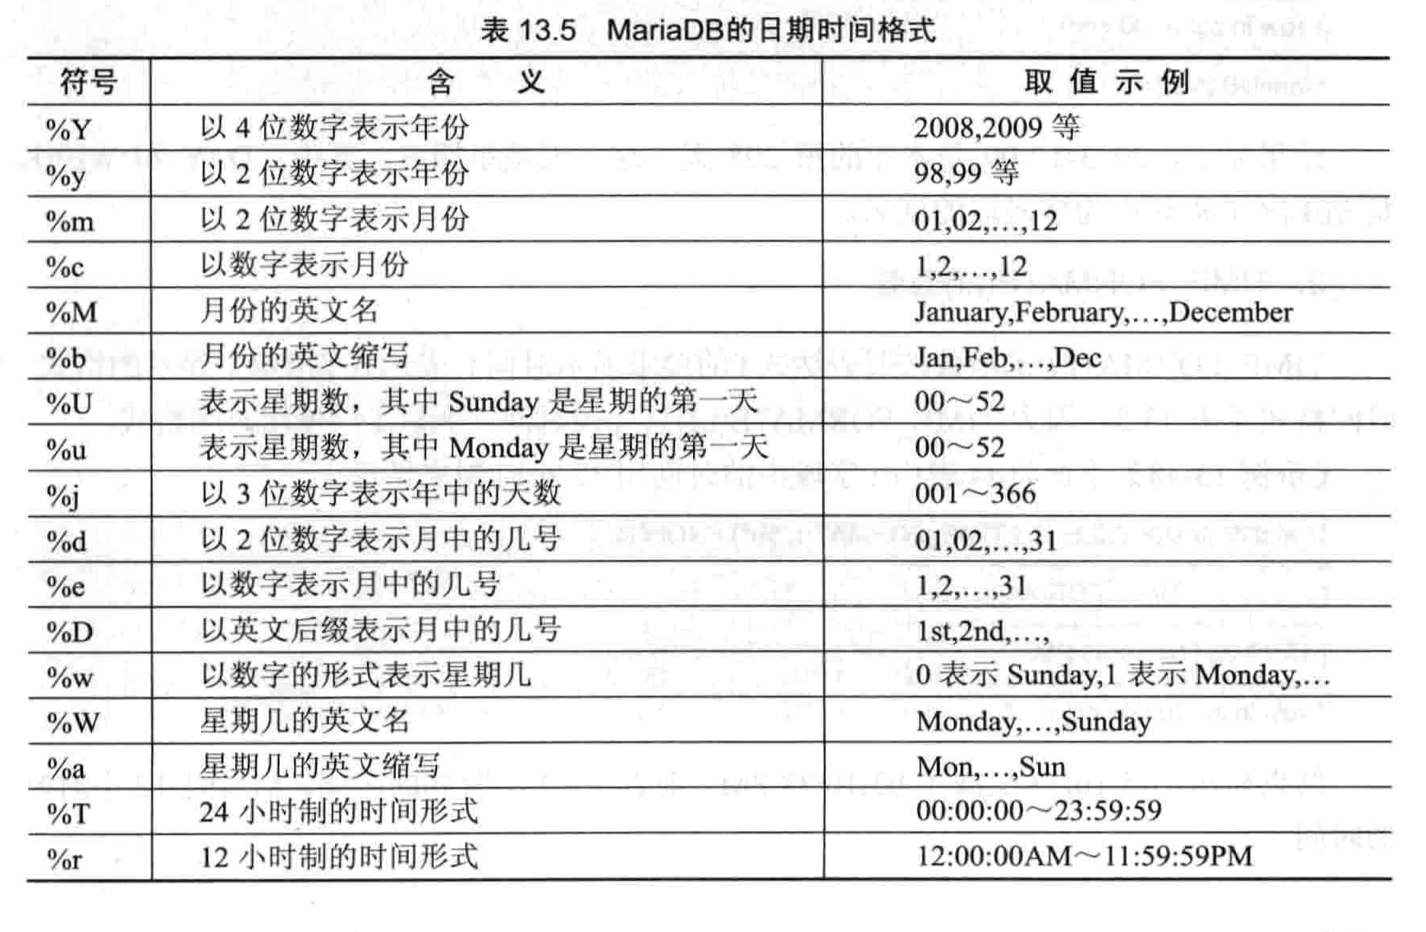 表 13.5 MariaDB的日期时间格式
符号 含 义 取 值 示 例
%Y 以 4 位数字表示年份 2008,2009 等
%y 以 2 位数字表示年份 98,99 等
%m 以 2 位数字表示月份 01,02,…,12
%c 以数字表示月份 1,2,…,12
%M 月份的英文名 January,February,…,December
%b 月份的英文缩写 Jan,Feb,…,Dec
%U 表示星期数，其中 Sunday 是星期的第一天 00～52
%u 表示星期数，其中 Monday 是星期的第一天 00～52
%j 以 3 位数字表示年中的天数 001～366
%d 以 2 位数字表示月中的几号 01,02,…,31
%e 以数字表示月中的几号 1,2,…,31
%D 以英文后缀表示月中的几号 1st,2nd,…,
%w 以数字的形式表示星期几 0 表示 Sunday,1 表示 Monday,…
%W 星期几的英文名 Monday,…,Sunday
%a 星期几的英文缩写 Mon,…,Sun
%T 24 小时制的时间形式 00:00:00～23:59:59
%r 12 小时制的时间形式 12:00:00AM～11:59:59PM